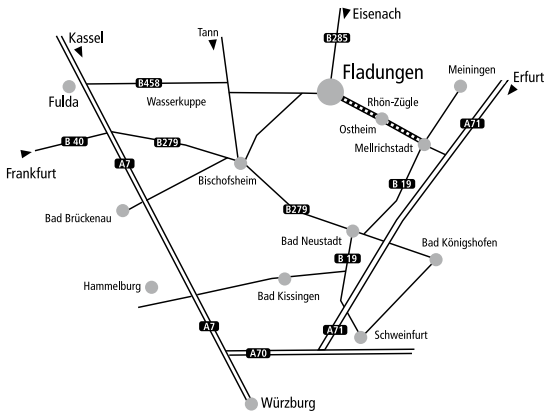 Eisenach
Kassel
Tann
B285
Fladungen
Meiningen
Erfurt
B458
Fulda
Wasserkuppe
Rhön-Zügle
Ostheim
A71
B 40
B279
Mellrichstadt
Frankfurt
A7
Bischofsheim
B 19
Bad Brückenau
B279
Bad Neustadt
Bad Königshofen
B 19
Hammelburg
Bad Kissingen
A7
A71
Schweinfurt
A70
Würzburg